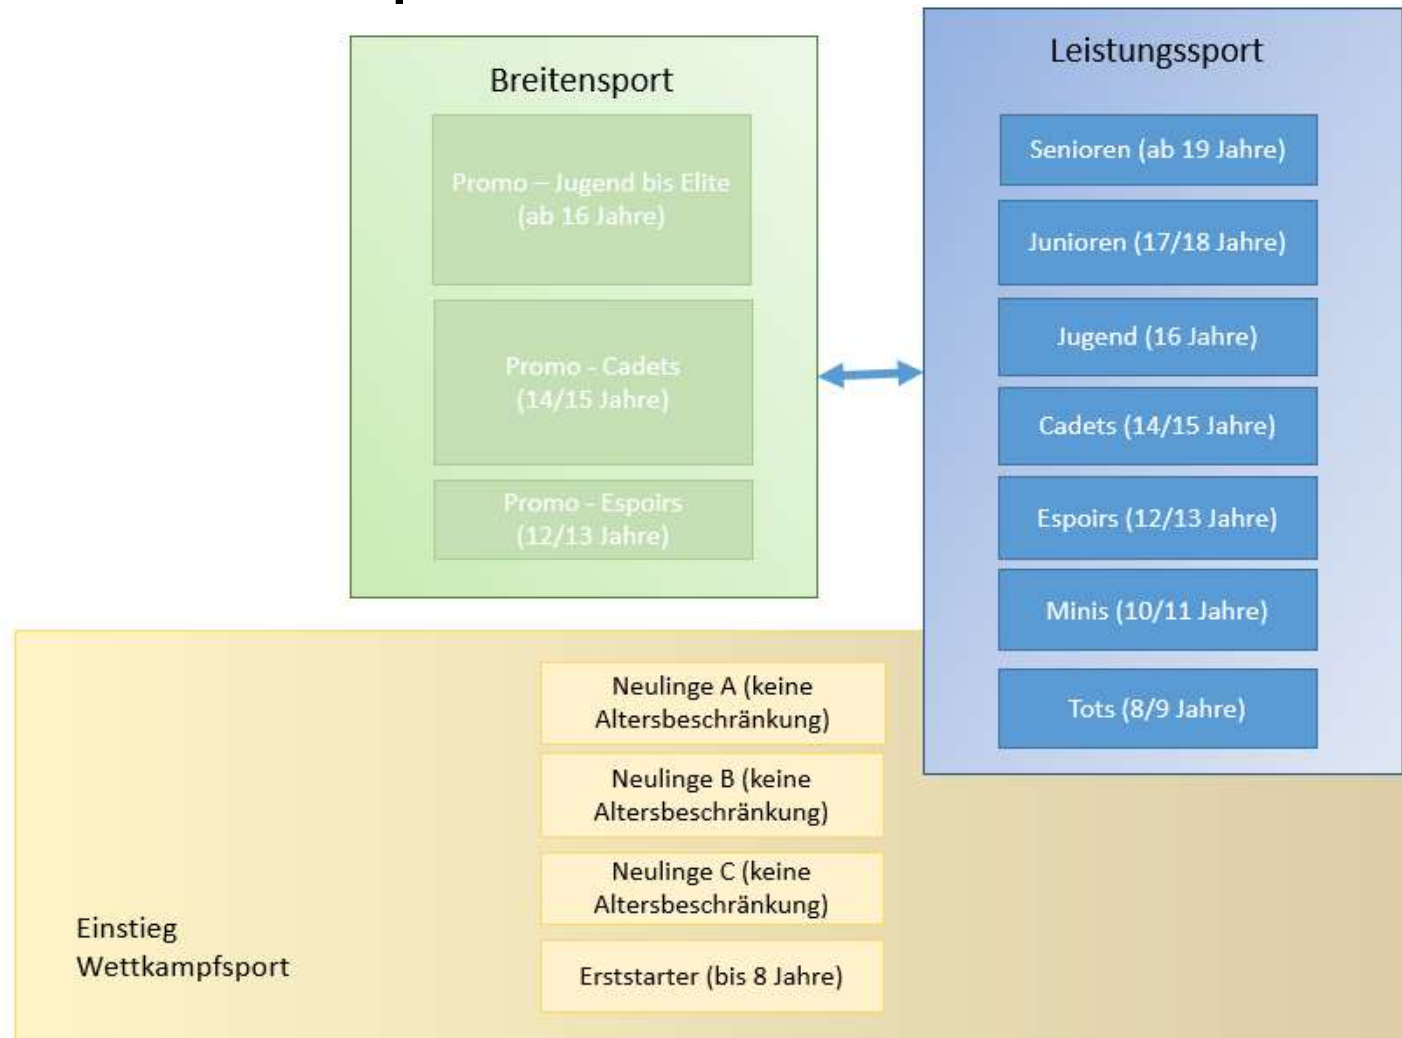 Breitensport
Promo – Jugend bis Elite
(ab 16 Jahre)
Promo - Cadets
(14/15 Jahre)
Promo - Espoirs
(12/13 Jahre)
Leistungssport
Senioren (ab 19 Jahre)
Junioren (17/18 Jahre)
Jugend (16 Jahre)
Cadets (14/15 Jahre)
Espoirs (12/13 Jahre)
Minis (10/11 Jahre)
Tots (8/9 Jahre)
Neulinge A (keine
Altersbeschränkung)
Neulinge B (keine
Altersbeschränkung)
Neulinge C (keine
Altersbeschränkung)
Erststarter (bis 8 Jahre)
Einstieg
Wettkampfsport